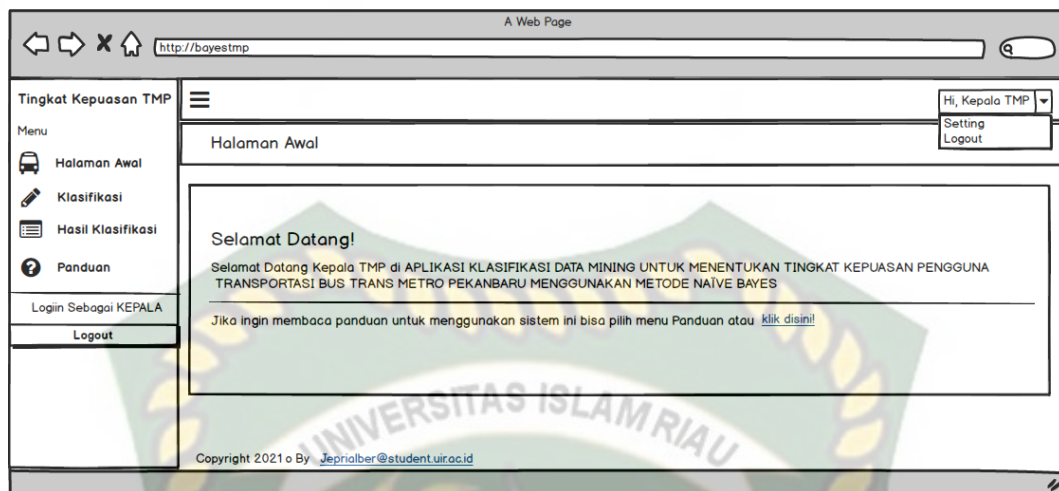 A Web Page
http://bayestmp
Tingkat Kepuasan TMP
Hi, Kepala TMP
Setting
Logout
Menu
Halaman Awal
Klasifikasi
Hasil Klasifikasi
Panduan
Logiin Sebagai KEPALA
Logout
Halaman Awal
Selamat Datang!
Selamat Datang Kepala TMP di APLIKASI KLASIFIKASI DATA MINING UNTUK MENENTUKAN TINGKAT KEPUASAN PENGGUNA
TRANSPORTASI BUS TRANS METRO PEKANBARU MENGGUNAKAN METODE NAÏVE BAYES
Jika ingin membaca panduan untuk menggunakan sistem ini bisa pilih menu Panduan atau klik disini!
UNIVERSITAS ISLAM RIAU
Copyright 2021 o By Jeprialber@student.uir.ac.id